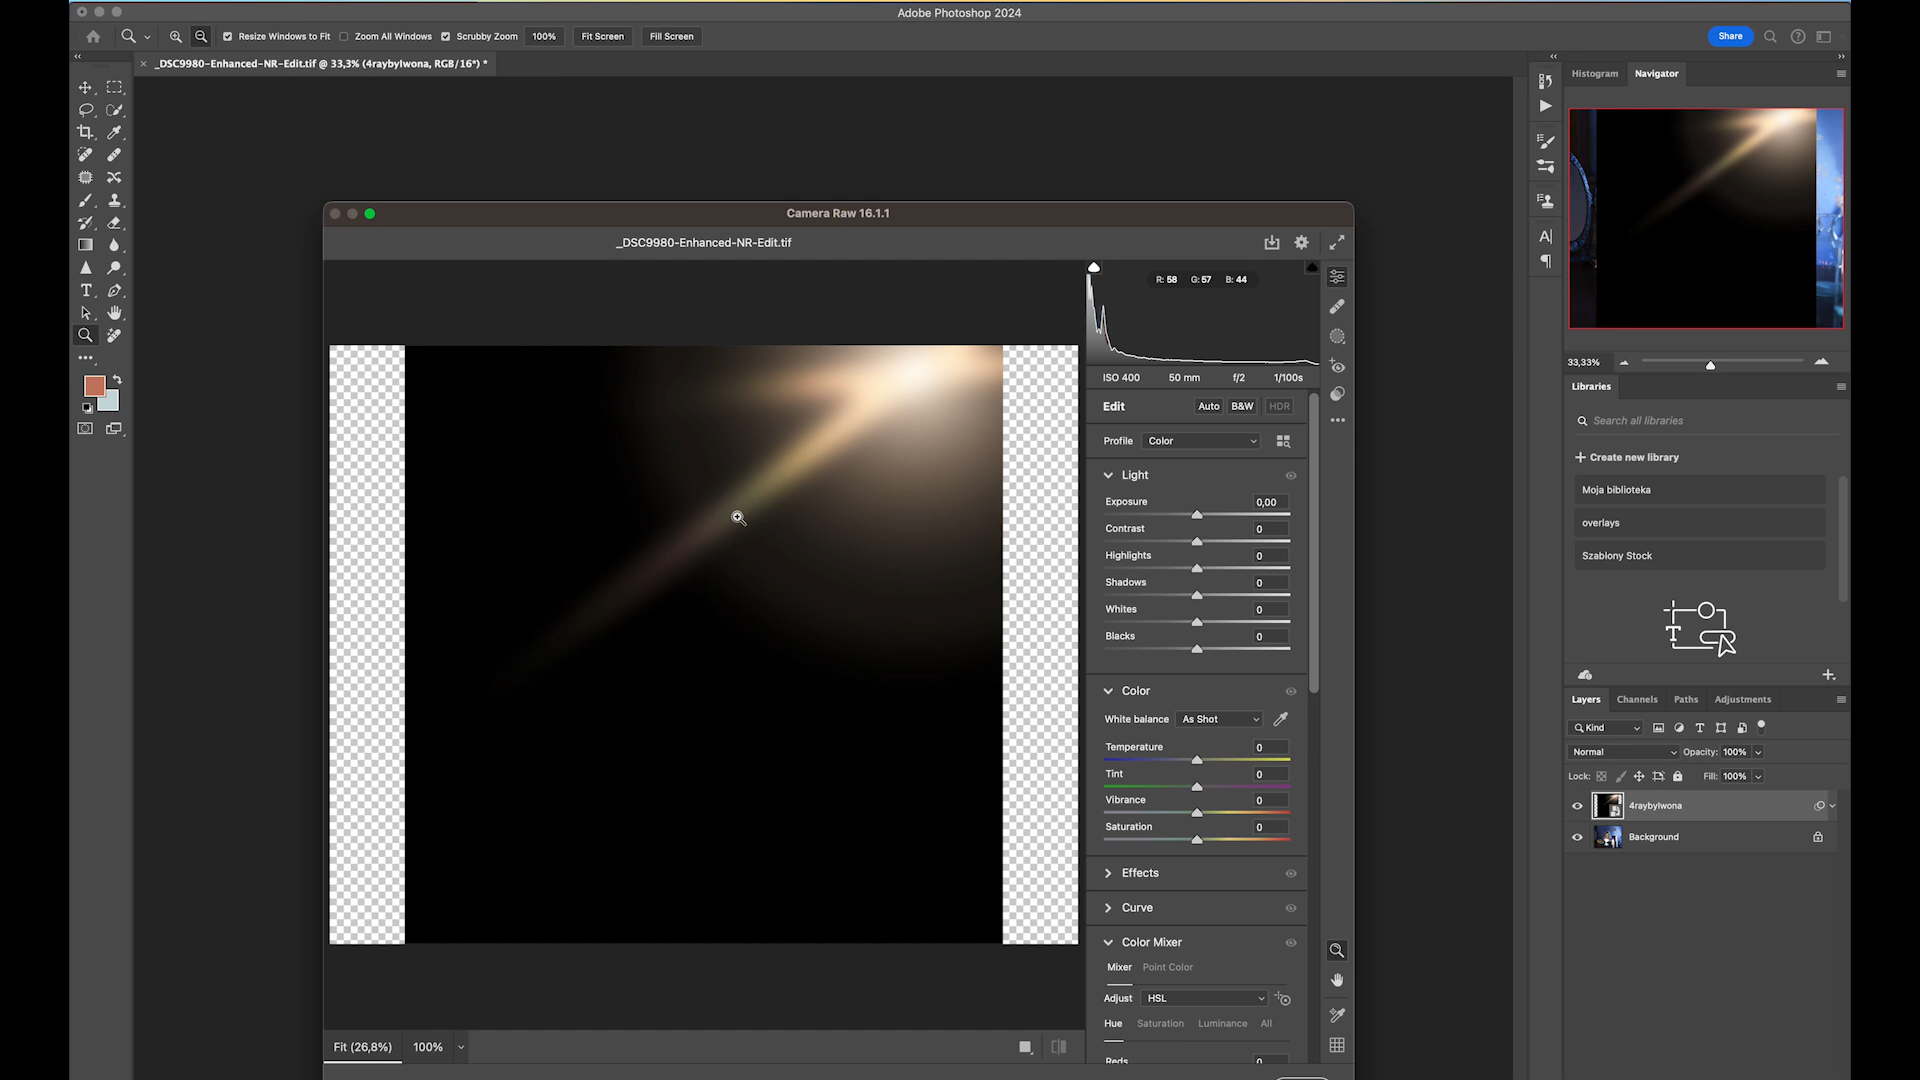 Adobe Photoshop 2024
Resize Windows to Fit Zoom All Windows Scrubby Zoom 100% Fit Screen Fill Screen Share
_DSC9980-Enhanced-NR-Edit.tif @ 33,3% (4raybyIwona, RGB/16*) *
Histogram Navigator
Camera Raw 16.1.1
_DSC9980-Enhanced-NR-Edit.tif
R: 58 G: 57 B: 44
ISO 400 50 mm f/2 1/100s
Edit Auto B&W HDR
Profile Color
Light
Exposure 0,00
Contrast 0
Highlights 0
Shadows 0
Whites 0
Blacks 0
Color
White balance As Shot
Temperature 0
Tint 0
Vibrance 0
Saturation 0
Effects
Curve
Color Mixer
Mixer Point Color
Adjust HSL
Hue Saturation Luminance All
Reds 0
Fit (26,8%) 100%
33,33%
Libraries
Search all libraries
Create new library
Moja biblioteka
overlays
Szablony Stock
Layers Channels Paths Adjustments
Kind
Normal Opacity: 100%
Lock: Fill: 100%
4raybyIwona
Background